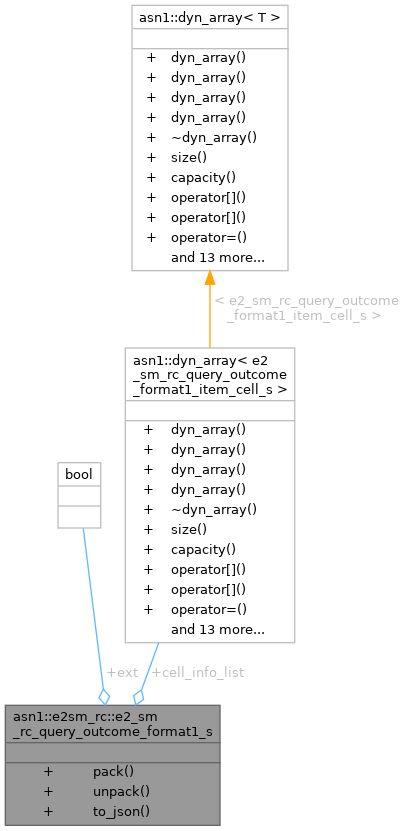 asn1::dyn_array< T >
+ dyn_array()
+ dyn_array()
+ dyn_array()
+ dyn_array()
+ ~dyn_array()
+ size()
+ capacity()
+ operator[]()
+ operator[]()
+ operator=()
and 13 more...
< e2_sm_rc_query_outcome
_format1_item_cell_s >
asn1::dyn_array< e2
_sm_rc_query_outcome
_format1_item_cell_s >
+ dyn_array()
+ dyn_array()
+ dyn_array()
+ dyn_array()
+ ~dyn_array()
+ size()
+ capacity()
+ operator[]()
+ operator[]()
+ operator=()
and 13 more...
bool
+ext
+cell_info_list
asn1::e2sm_rc::e2_sm
_rc_query_outcome_format1_s
+ pack()
+ unpack()
+ to_json()